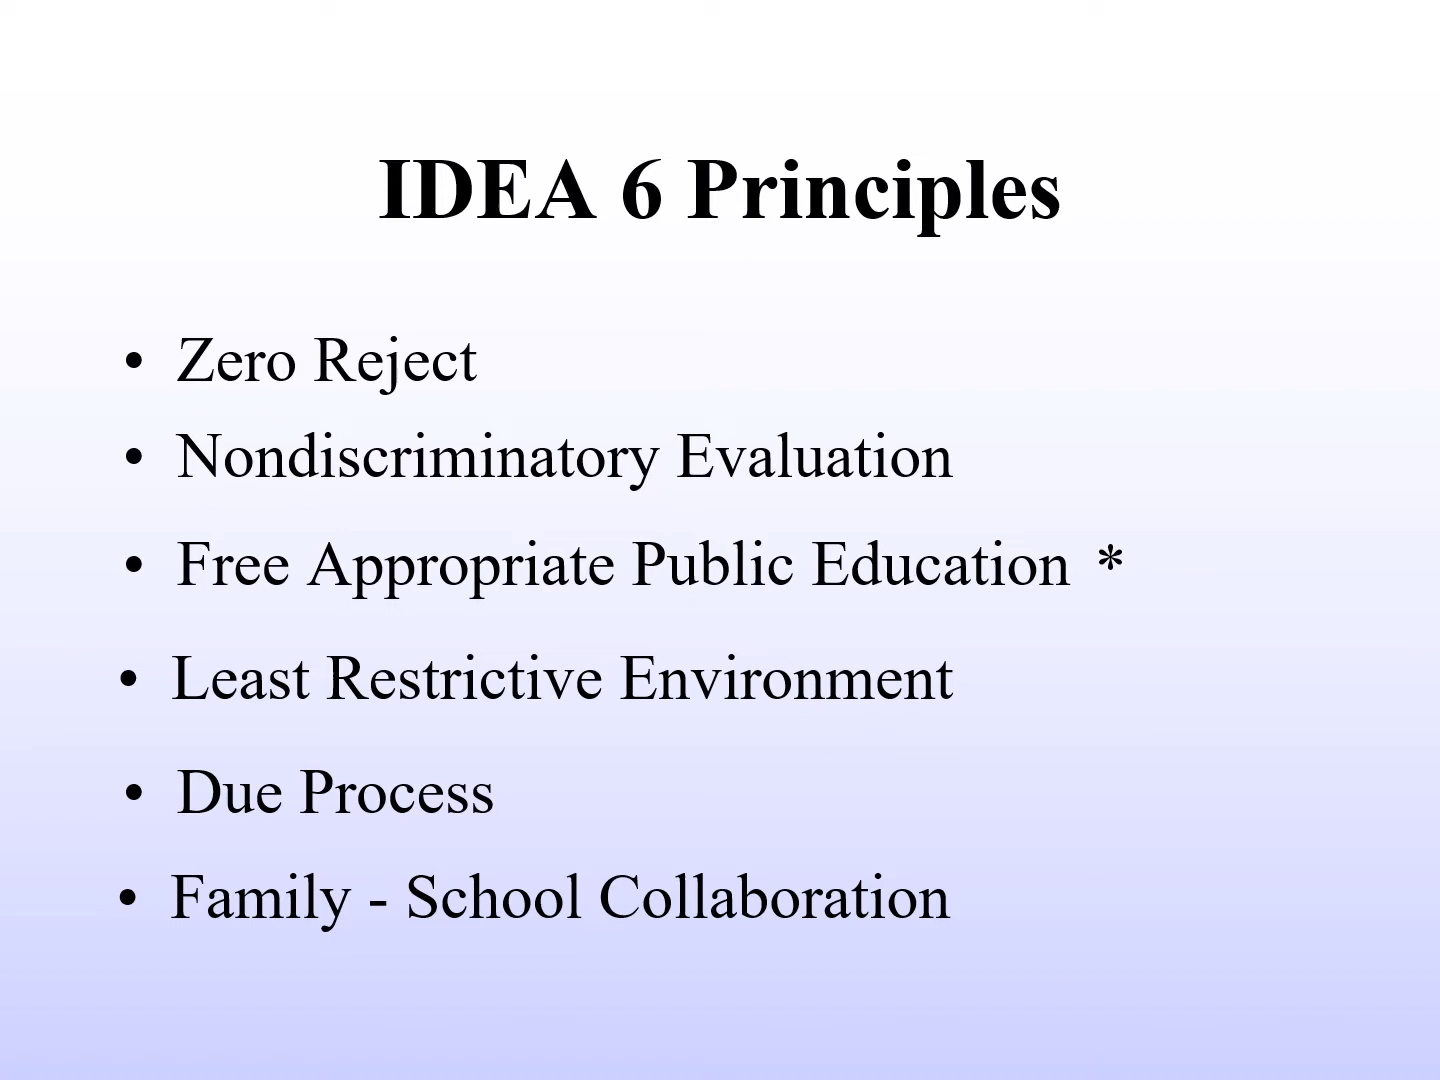 IDEA 6 Principles
• Zero Reject
• Nondiscriminatory Evaluation
• Free Appropriate Public Education *
• Least Restrictive Environment
• Due Process
• Family - School Collaboration